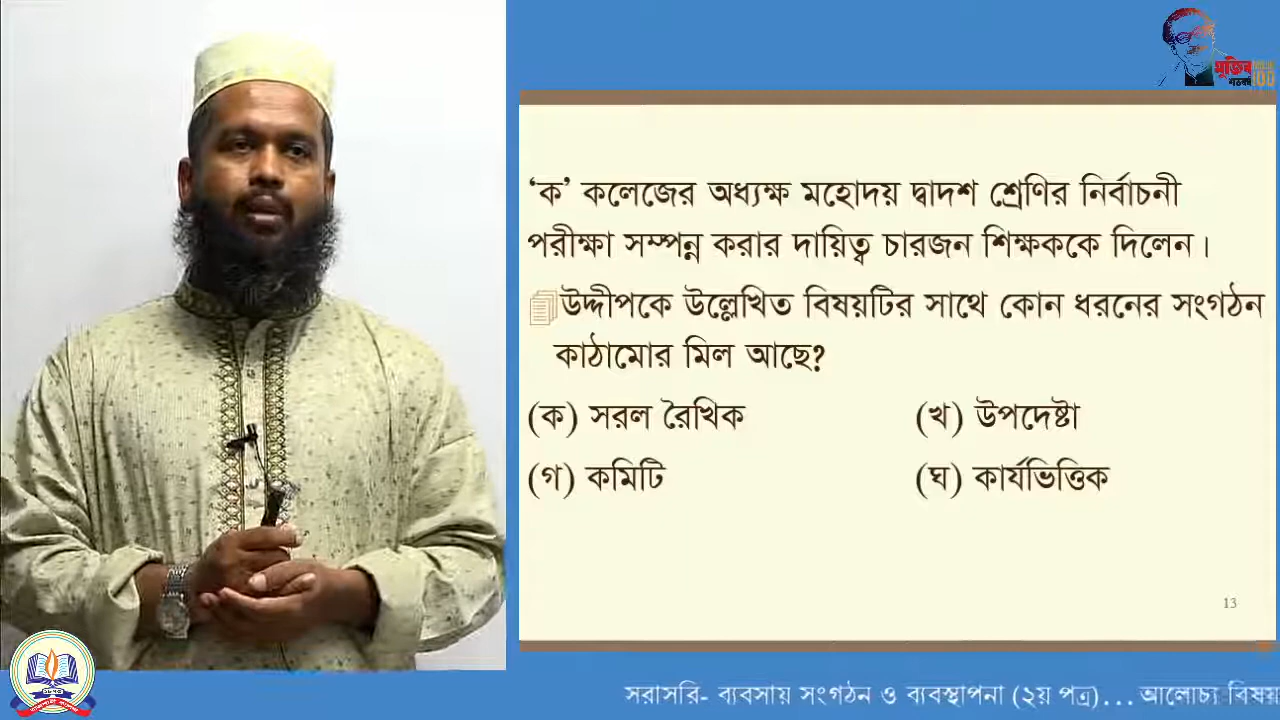 মুজিব
100
‘ক’ কলেজের অধ্যক্ষ মহোদয় দ্বাদশ শ্রেণির নির্বাচনী
পরীক্ষা সম্পন্ন করার দায়িত্ব চারজন শিক্ষককে দিলেন।
উদ্দীপকে উল্লেখিত বিষয়টির সাথে কোন ধরনের সংগঠন
কাঠামোর মিল আছে?
(ক) সরল রৈখিক (খ) উপদেষ্টা
(গ) কমিটি (ঘ) কার্যভিত্তিক
13
সরাসরি- ব্যবসায় সংগঠন ও ব্যবস্থাপনা (২য় পত্র)... আলোচ্য বিষয়